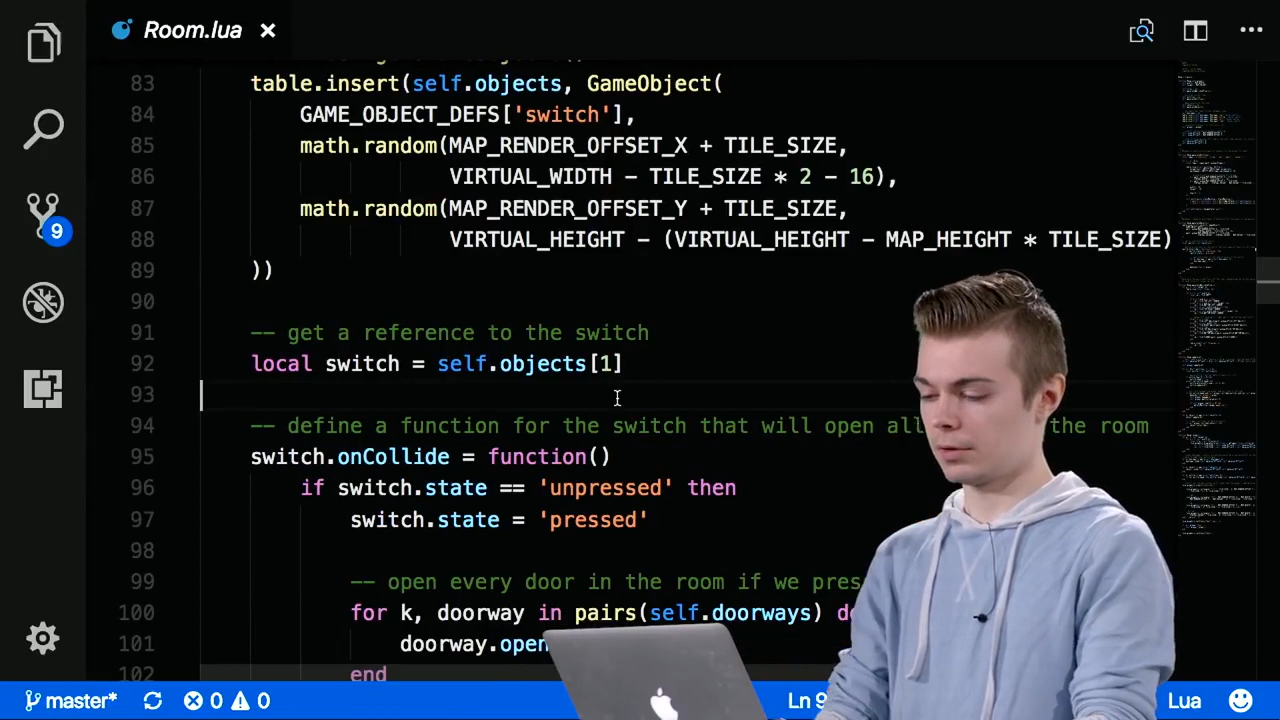 Room.lua
83 table.insert(self.objects, GameObject(
84 GAME_OBJECT_DEFS['switch'],
85 math.random(MAP_RENDER_OFFSET_X + TILE_SIZE,
86 VIRTUAL_WIDTH - TILE_SIZE * 2 - 16),
87 math.random(MAP_RENDER_OFFSET_Y + TILE_SIZE,
88 VIRTUAL_HEIGHT - (VIRTUAL_HEIGHT - MAP_HEIGHT * TILE_SIZE)
89 ))
90
91 -- get a reference to the switch
92 local switch = self.objects[1]
93
94 -- define a function for the switch that will open all the room
95 switch.onCollide = function()
96 if switch.state == 'unpressed' then
97 switch.state = 'pressed'
98
99 -- open every door in the room if we pres
100 for k, doorway in pairs(self.doorways) do
101 doorway.open
102 end
9
master* 0 0 Ln 9 Lua